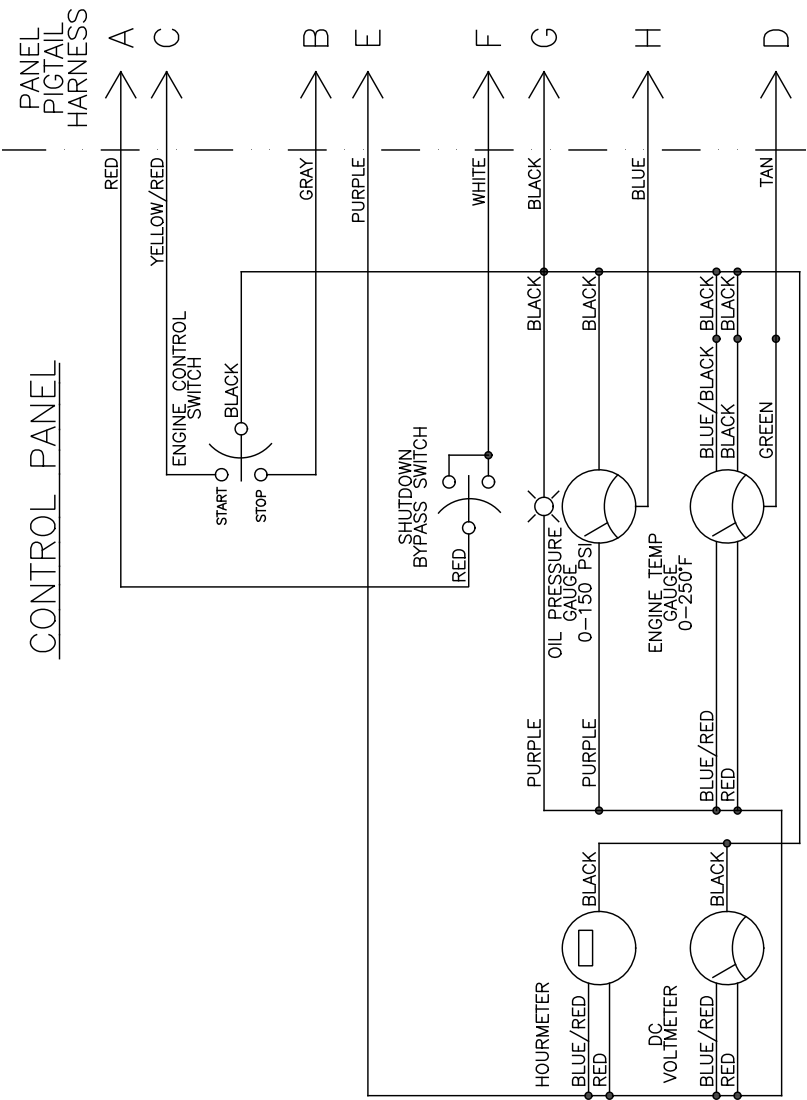 PANEL
PIGTAIL
HARNESS
A
C
B
E
F
G
H
D
RED
YELLOW/RED
GRAY
PURPLE
WHITE
BLACK
BLUE
TAN
CONTROL PANEL
ENGINE CONTROL
SWITCH
BLACK
START
STOP
SHUTDOWN
BYPASS SWITCH
RED
BLACK
BLACK
BLACK
BLACK
BLUE/BLACK
BLACK
GREEN
OIL PRESSURE
GAUGE
0-150 PSI
ENGINE TEMP
GAUGE
0-250°F
PURPLE
PURPLE
BLUE/RED
RED
BLACK
BLACK
HOURMETER
BLUE/RED
RED
DC
VOLTMETER
BLUE/RED
RED